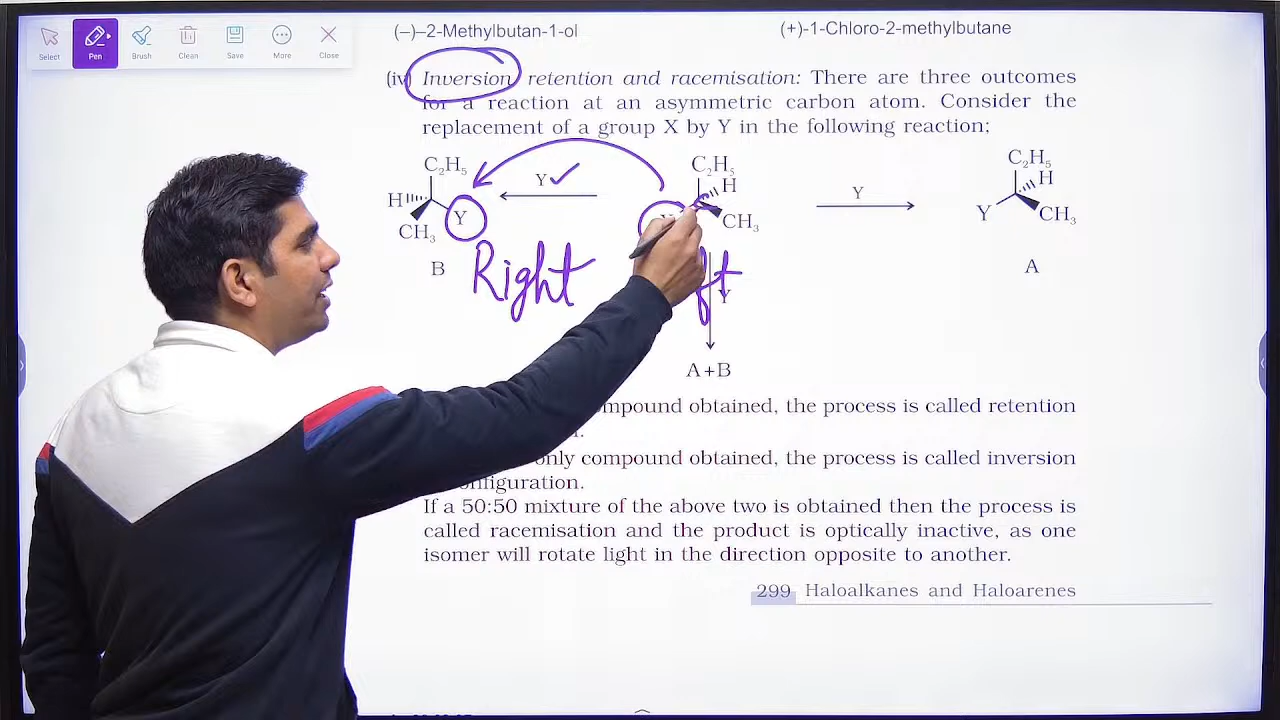 (–)–2-Methylbutan-1-ol (+)-1-Chloro-2-methylbutane
Select Pen Brush Clean Save More Close
(iv) Inversion, retention and racemisation: There are three outcomes
for a reaction at an asymmetric carbon atom. Consider the
replacement of a group X by Y in the following reaction;
C₂H₅ C₂H₅ C₂H₅
H Y Y H Y H
Y CH₃ CH₃ Y CH₃
B Right Y A
A + B
mpound obtained, the process is called retention
only compound obtained, the process is called inversion
onfiguration.
If a 50:50 mixture of the above two is obtained then the process is
called racemisation and the product is optically inactive, as one
isomer will rotate light in the direction opposite to another.
299 Haloalkanes and Haloarenes